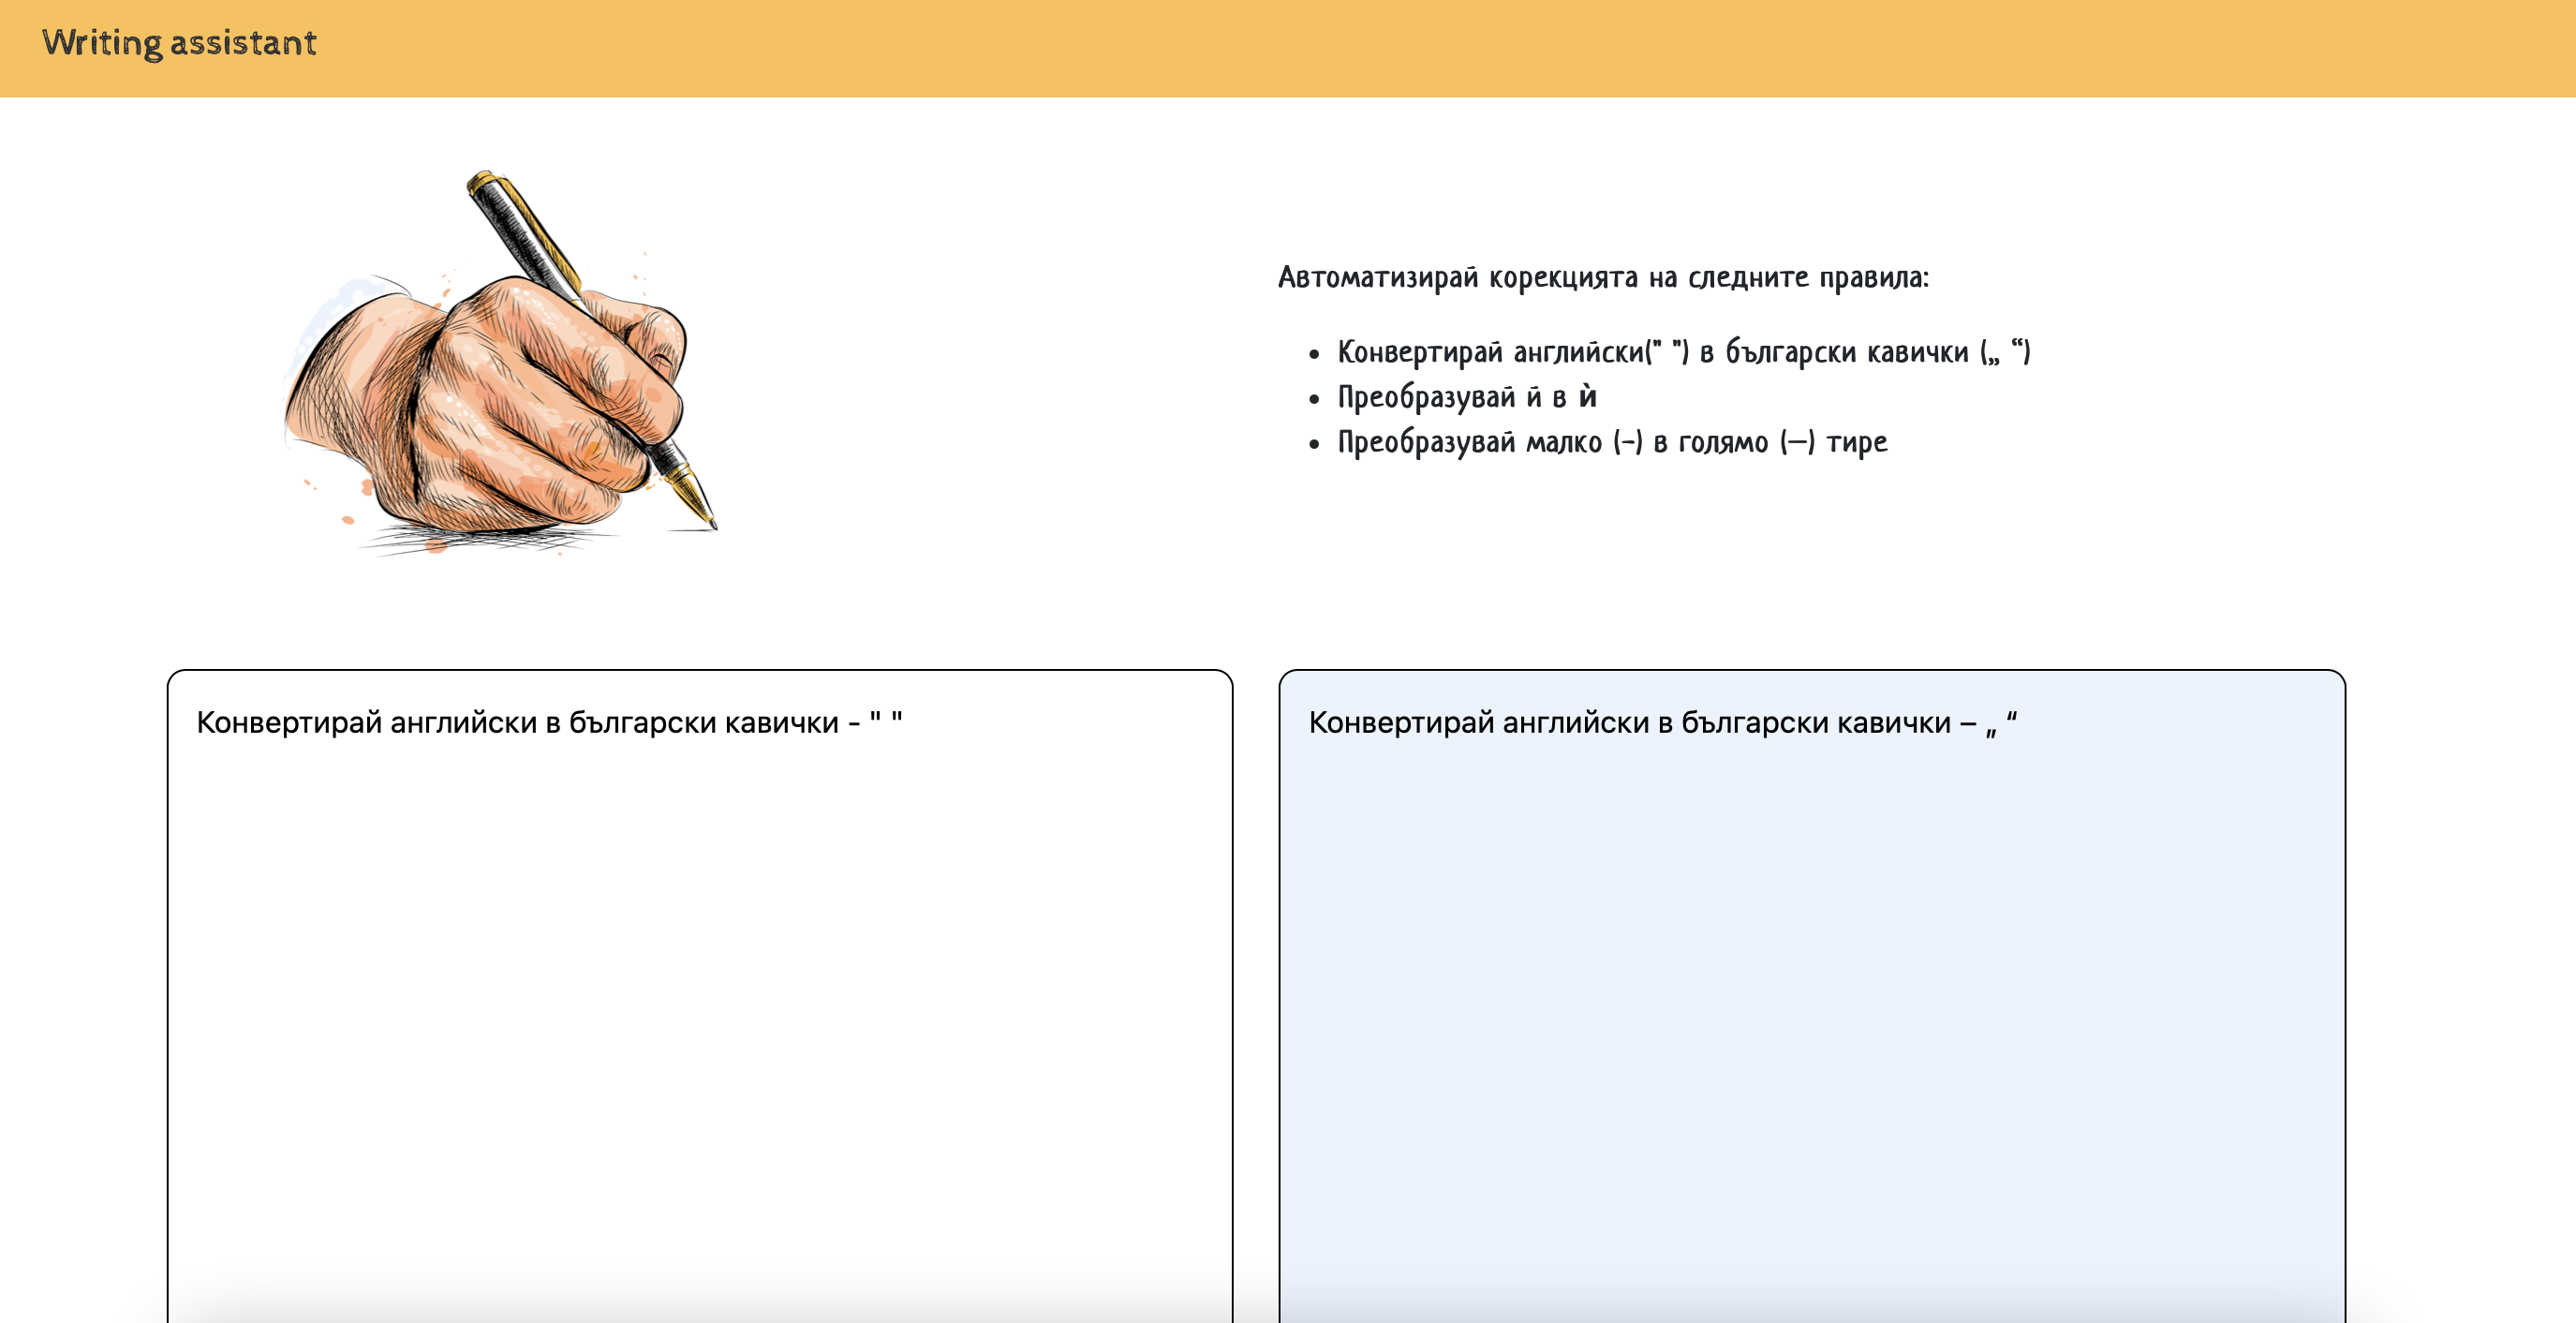 Writing assistant
Автоматизирай корекцията на следните правила:
• Конвертирай английски(" ") в български кавички („ “)
• Преобразувай й в ѝ
• Преобразувай малко (-) в голямо (–) тире
Конвертирай английски в български кавички - " "
Конвертирай английски в български кавички – „ “